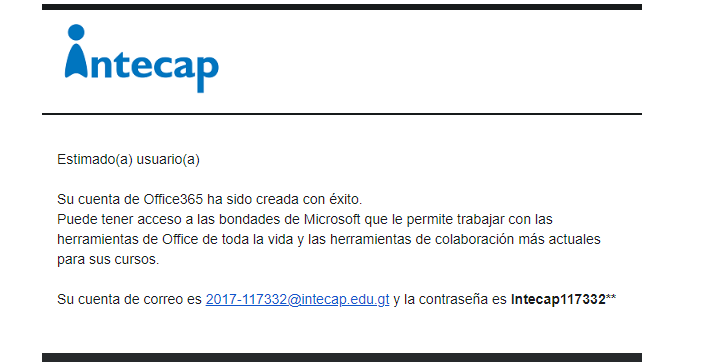 intecap
Estimado(a) usuario(a)
Su cuenta de Office365 ha sido creada con éxito.
Puede tener acceso a las bondades de Microsoft que le permite trabajar con las
herramientas de Office de toda la vida y las herramientas de colaboración más actuales
para sus cursos.
Su cuenta de correo es 2017-117332@intecap.edu.gt y la contraseña es Intecap117332**